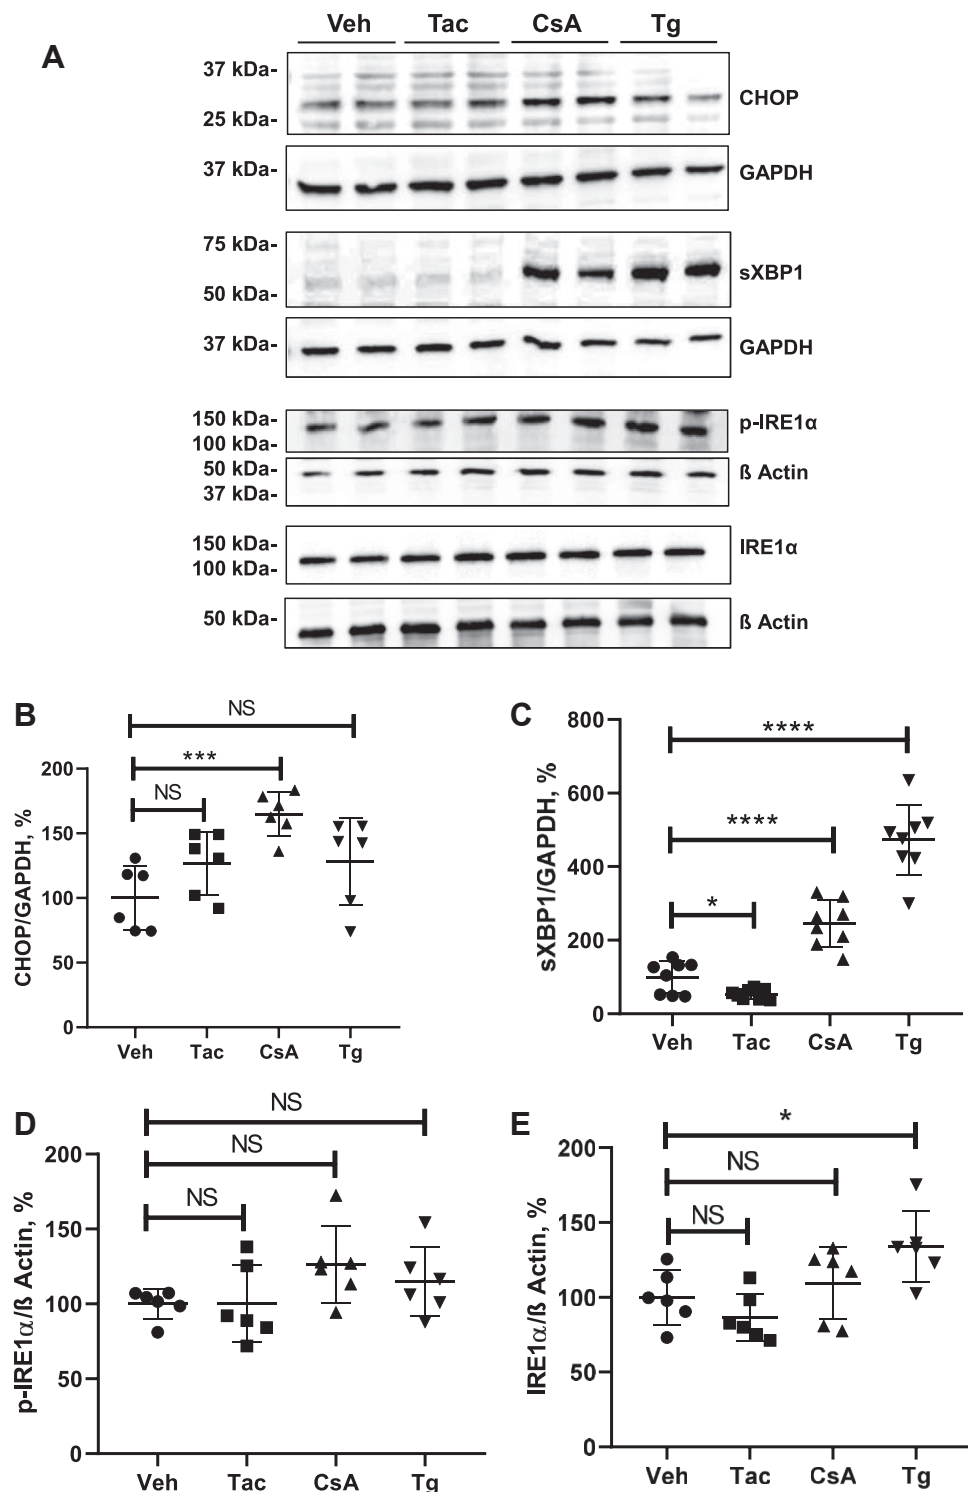 Veh Tac CsA Tg
A
37 kDa-
CHOP
25 kDa-
37 kDa-
GAPDH
75 kDa-
sXBP1
50 kDa-
37 kDa-
GAPDH
150 kDa-
p-IRE1α
100 kDa-
50 kDa-
ß Actin
37 kDa-
150 kDa-
IRE1α
100 kDa-
50 kDa-
ß Actin
B
NS
***
NS
CHOP/GAPDH, %
200
150
100
50
0
Veh Tac CsA Tg
C
****
****
*
sXBP1/GAPDH, %
800
600
400
200
0
Veh Tac CsA Tg
D
NS
NS
NS
p-IRE1α/ß Actin, %
200
150
100
50
0
Veh Tac CsA Tg
E
*
NS
NS
IRE1α/ß Actin, %
200
150
100
50
0
Veh Tac CsA Tg